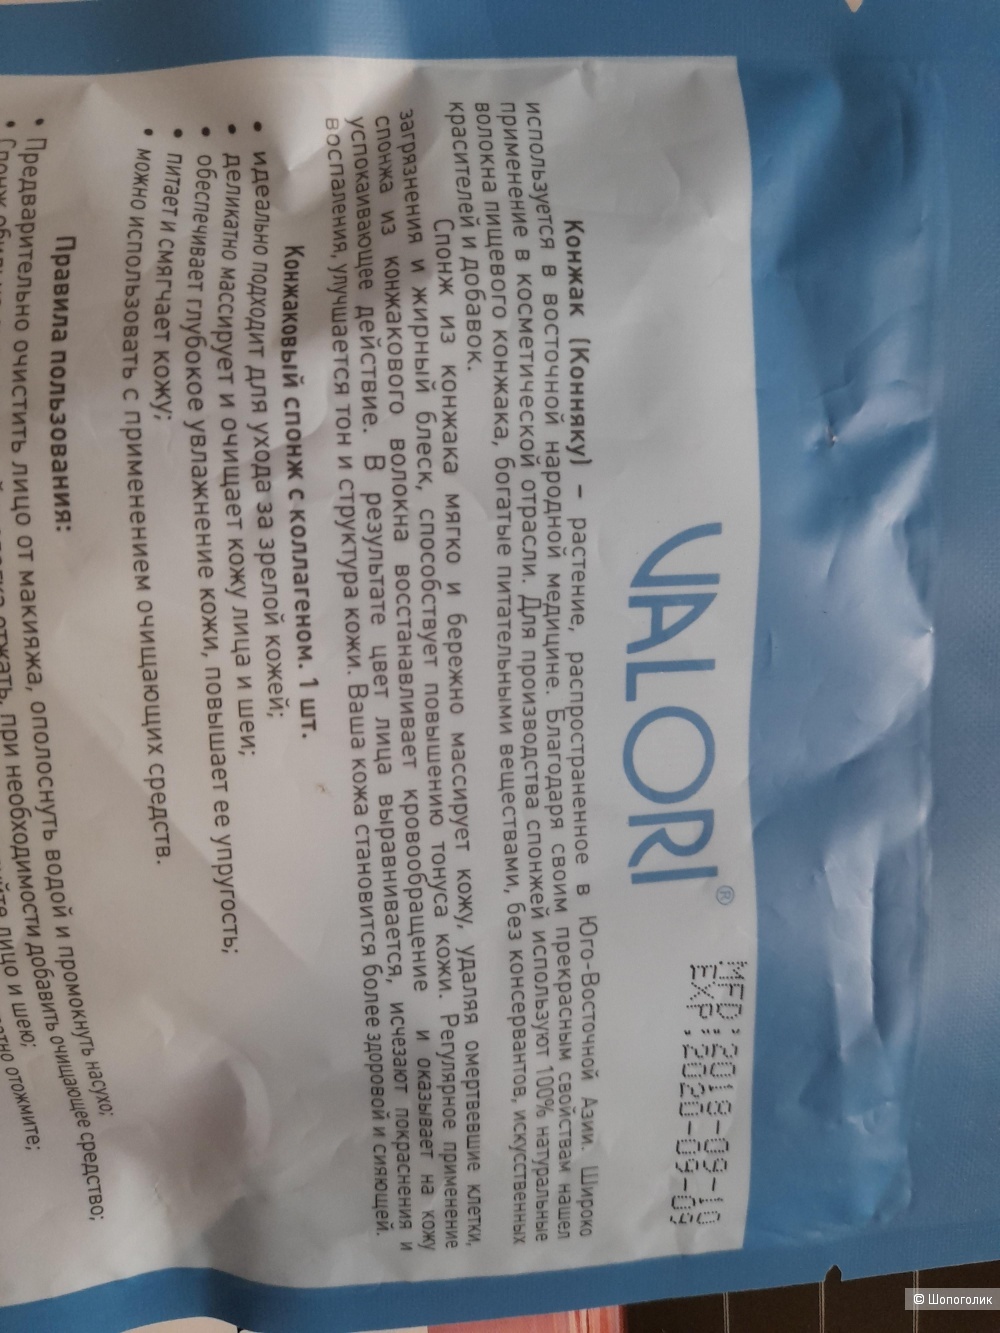 VALORI®
MFD:2018-09-10
EXP:2020-09-09
Конжак (Конняку) – растение, распространенное в Юго-Восточной Азии. Широко
используется в восточной народной медицине. Благодаря своим прекрасным свойствам нашел
применение в косметической отрасли. Для производства спонжей используют 100% натуральные
волокна пищевого конжака, богатые питательными веществами, без консервантов, искусственных
красителей и добавок.
Спонж из конжака мягко и бережно массирует кожу, удаляя омертвевшие клетки,
загрязнения и жирный блеск, способствует повышению тонуса кожи. Регулярное применение
спонжа из конжакового волокна восстанавливает кровообращение и оказывает на кожу
успокаивающее действие. В результате цвет лица выравнивается, исчезают покраснения и
воспаления, улучшается тон и структура кожи. Ваша кожа становится более здоровой и сияющей.
Конжаковый спонж с коллагеном. 1 шт.
• идеально подходит для ухода за зрелой кожей;
• деликатно массирует и очищает кожу лица и шеи;
• обеспечивает глубокое увлажнение кожи, повышает ее упругость;
• питает и смягчает кожу;
• можно использовать с применением очищающих средств.
Правила пользования:
• Предварительно очистить лицо от макияжа, ополоснуть водой и промокнуть насухо;
• отжать, при необходимости добавить очищающее средство;
лицо и шею;
отожмите;
© Шопоголик